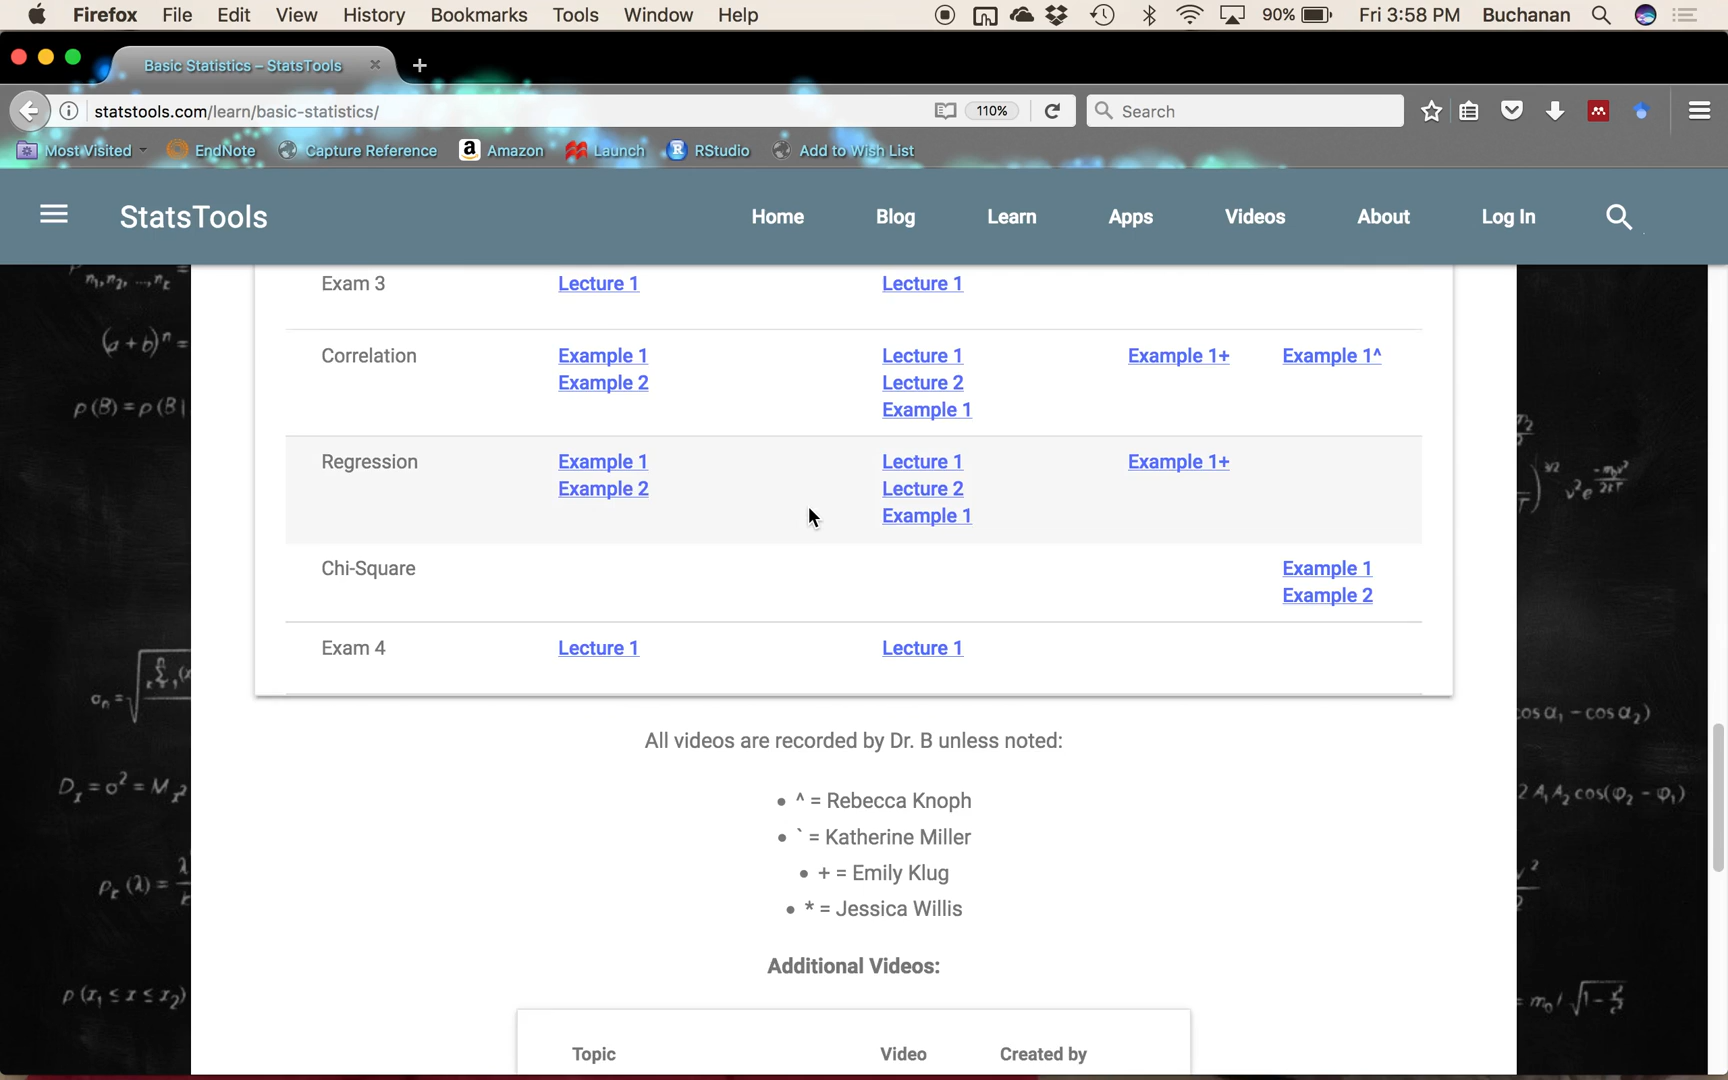 Firefox File Edit View History Bookmarks Tools Window Help 90% Fri 3:58 PM Buchanan
Basic Statistics – StatsTools
statstools.com/learn/basic-statistics/ 110% Search
Most Visited EndNote Capture Reference Amazon Launch RStudio Add to Wish List
StatsTools Home Blog Learn Apps Videos About Log In
Exam 3 Lecture 1 Lecture 1
Correlation Example 1 Lecture 1 Example 1+ Example 1^
Example 2 Lecture 2
Example 1
Regression Example 1 Lecture 1 Example 1+
Example 2 Lecture 2
Example 1
Chi-Square Example 1
Example 2
Exam 4 Lecture 1 Lecture 1
All videos are recorded by Dr. B unless noted:
• ^ = Rebecca Knoph
• ` = Katherine Miller
• + = Emily Klug
• * = Jessica Willis
Additional Videos:
Topic Video Created by